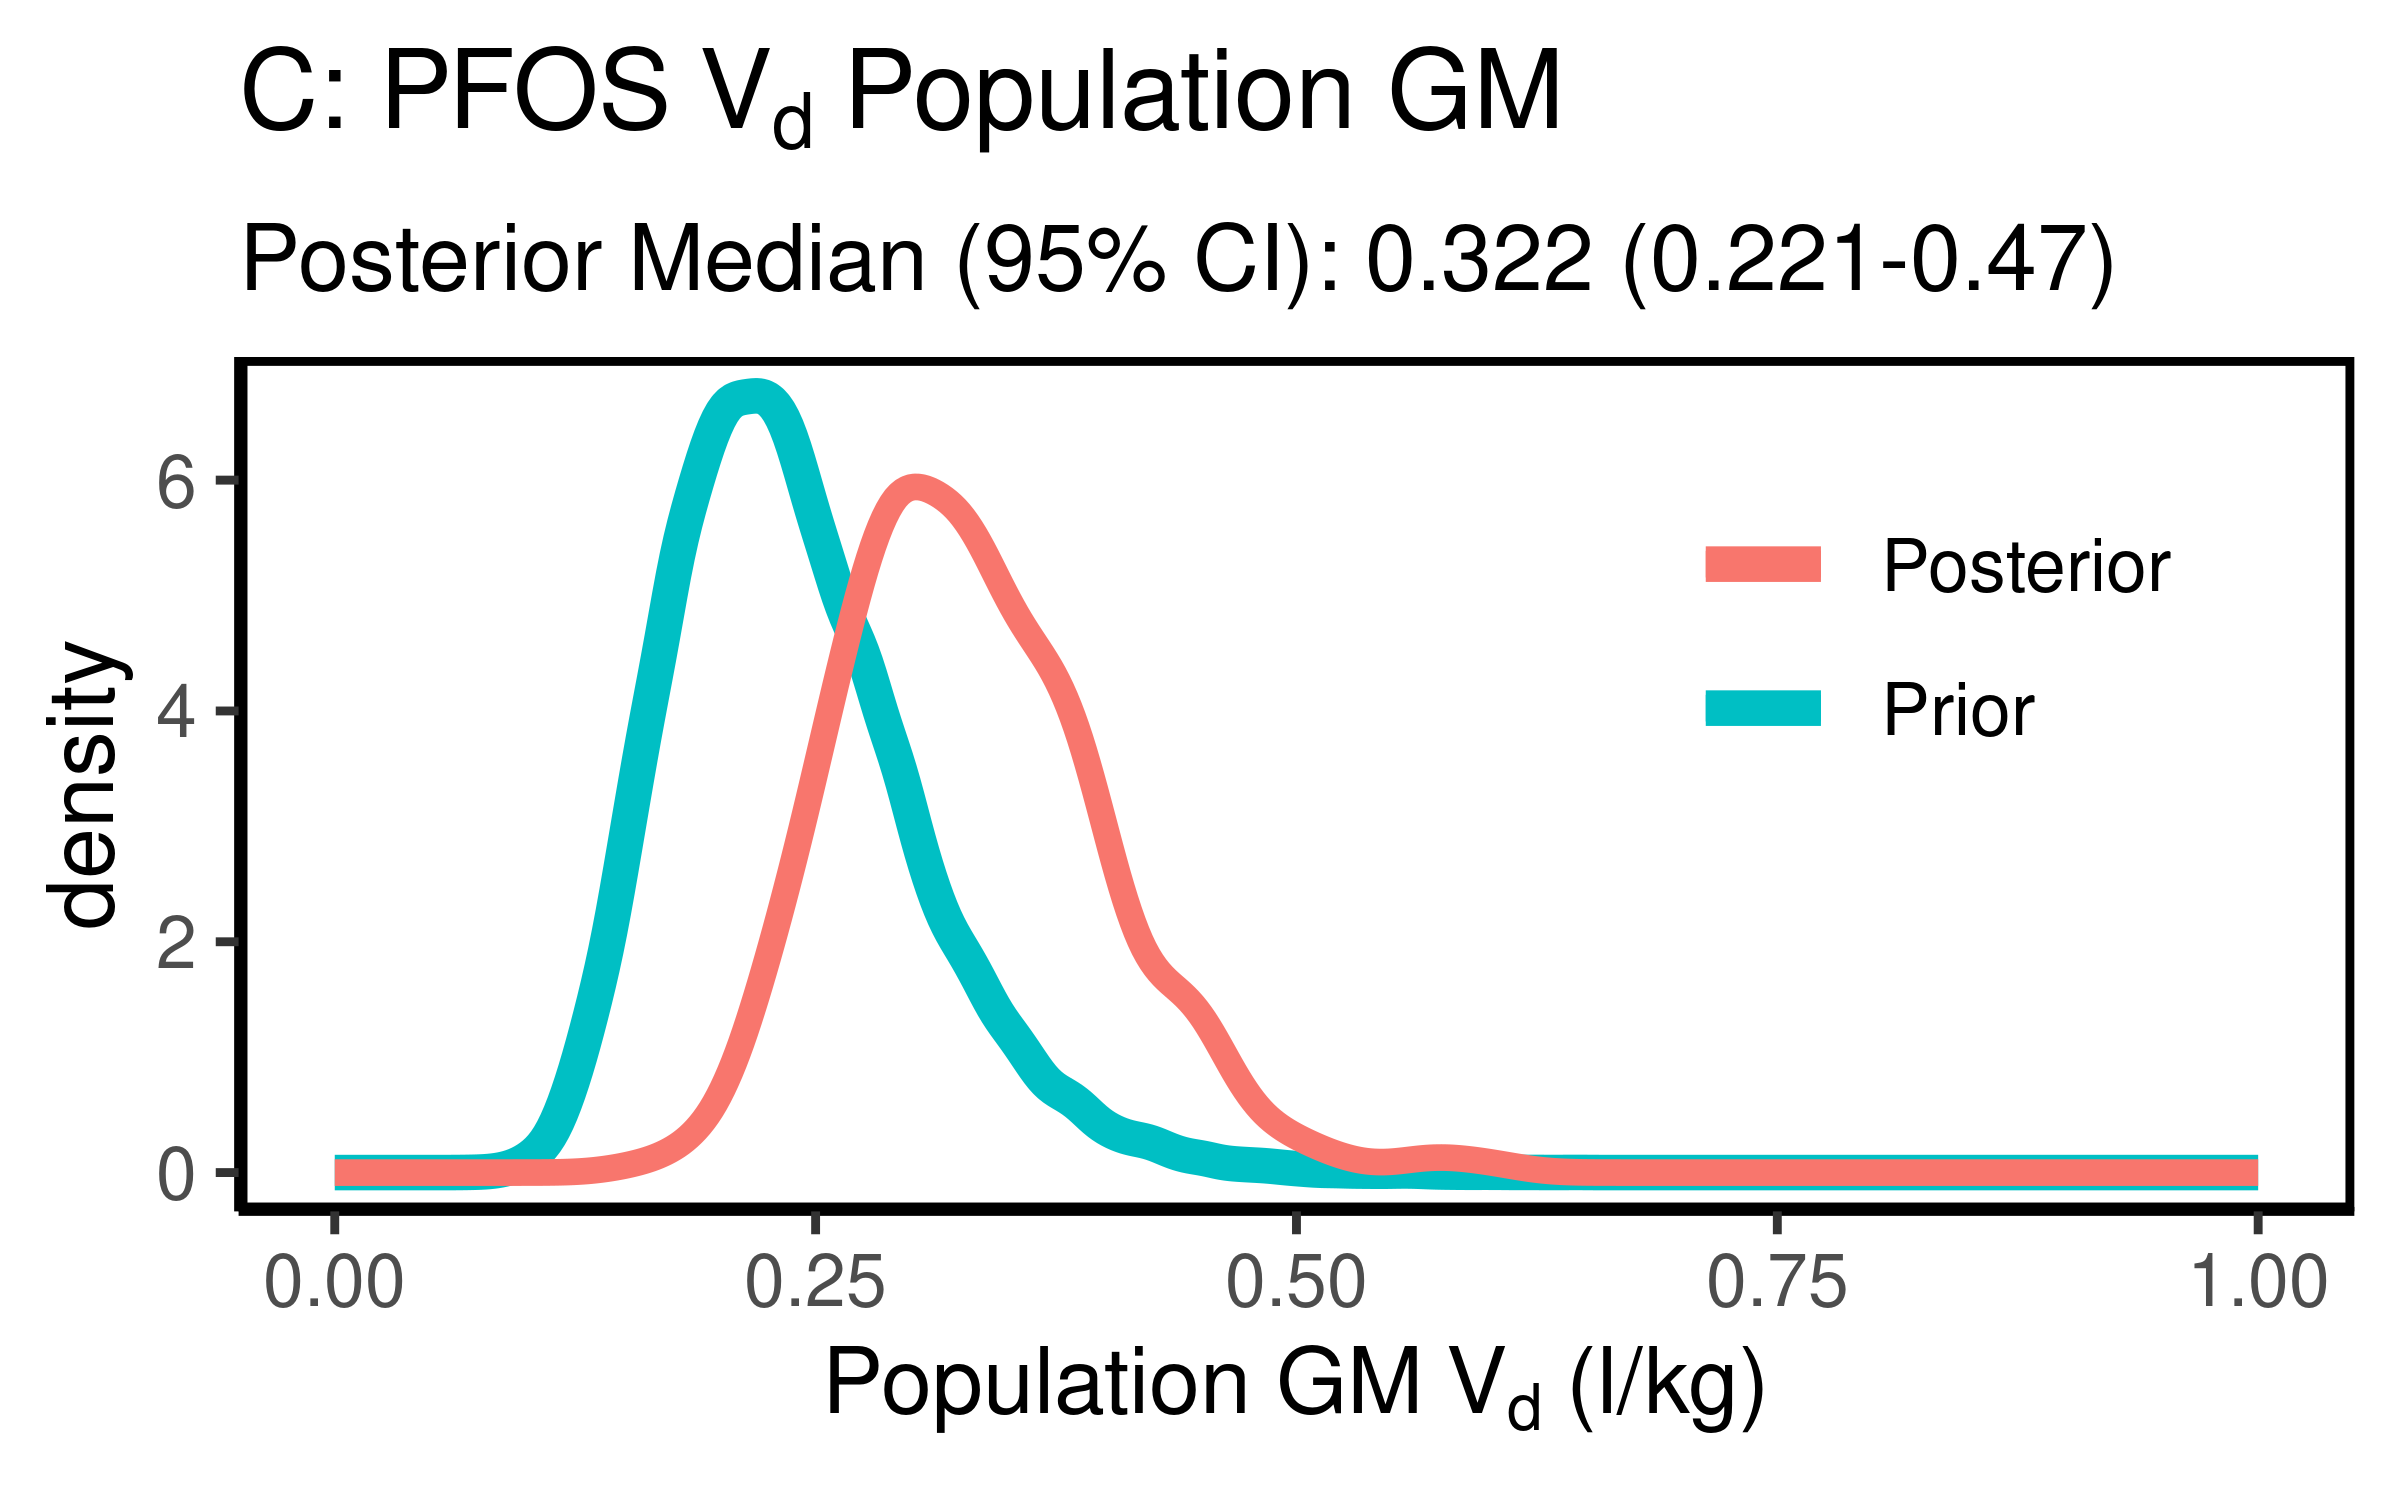 C: PFOS Vd Population GM
Posterior Median (95% CI): 0.322 (0.221-0.47)
6
4
2
0
density
Posterior
Prior
0.00 0.25 0.50 0.75 1.00
Population GM Vd (l/kg)